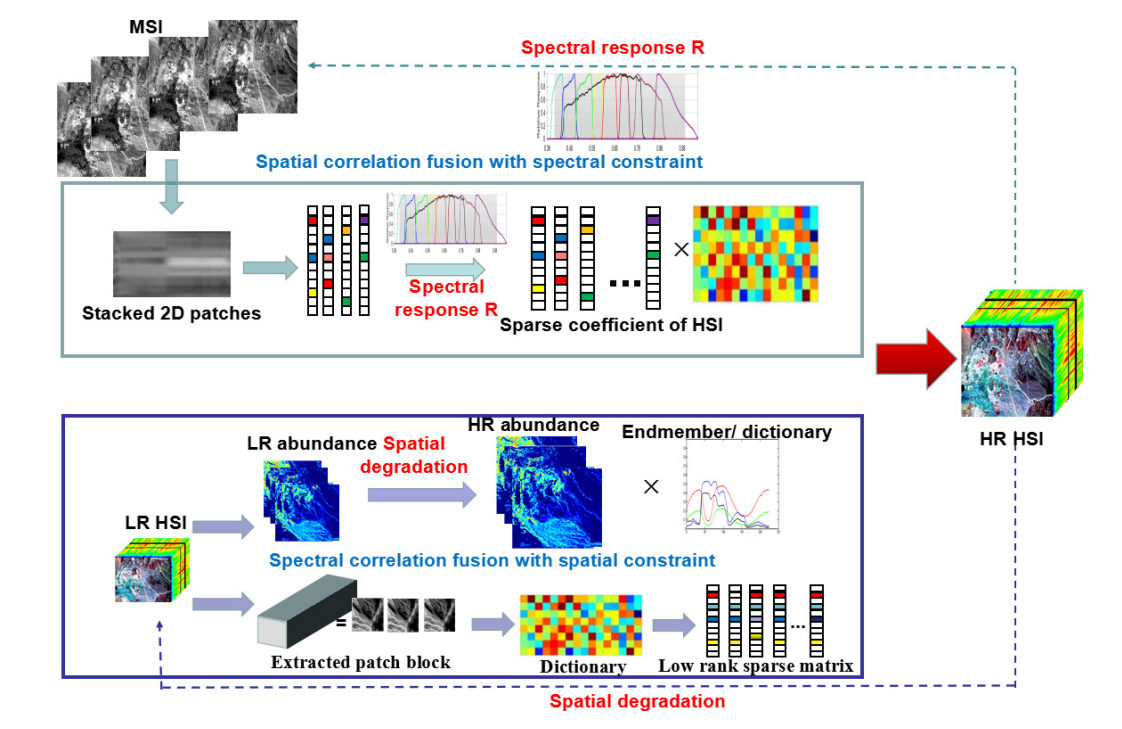 MSI
Spectral response R
Spatial correlation fusion with spectral constraint
Stacked 2D patches
Spectral
response R
Sparse coefficient of HSI
×
HR HSI
LR abundance
Spatial
degradation
HR abundance
Endmember/ dictionary
×
LR HSI
Spectral correlation fusion with spatial constraint
=
...
Extracted patch block
Dictionary
Low rank sparse matrix
Spatial degradation